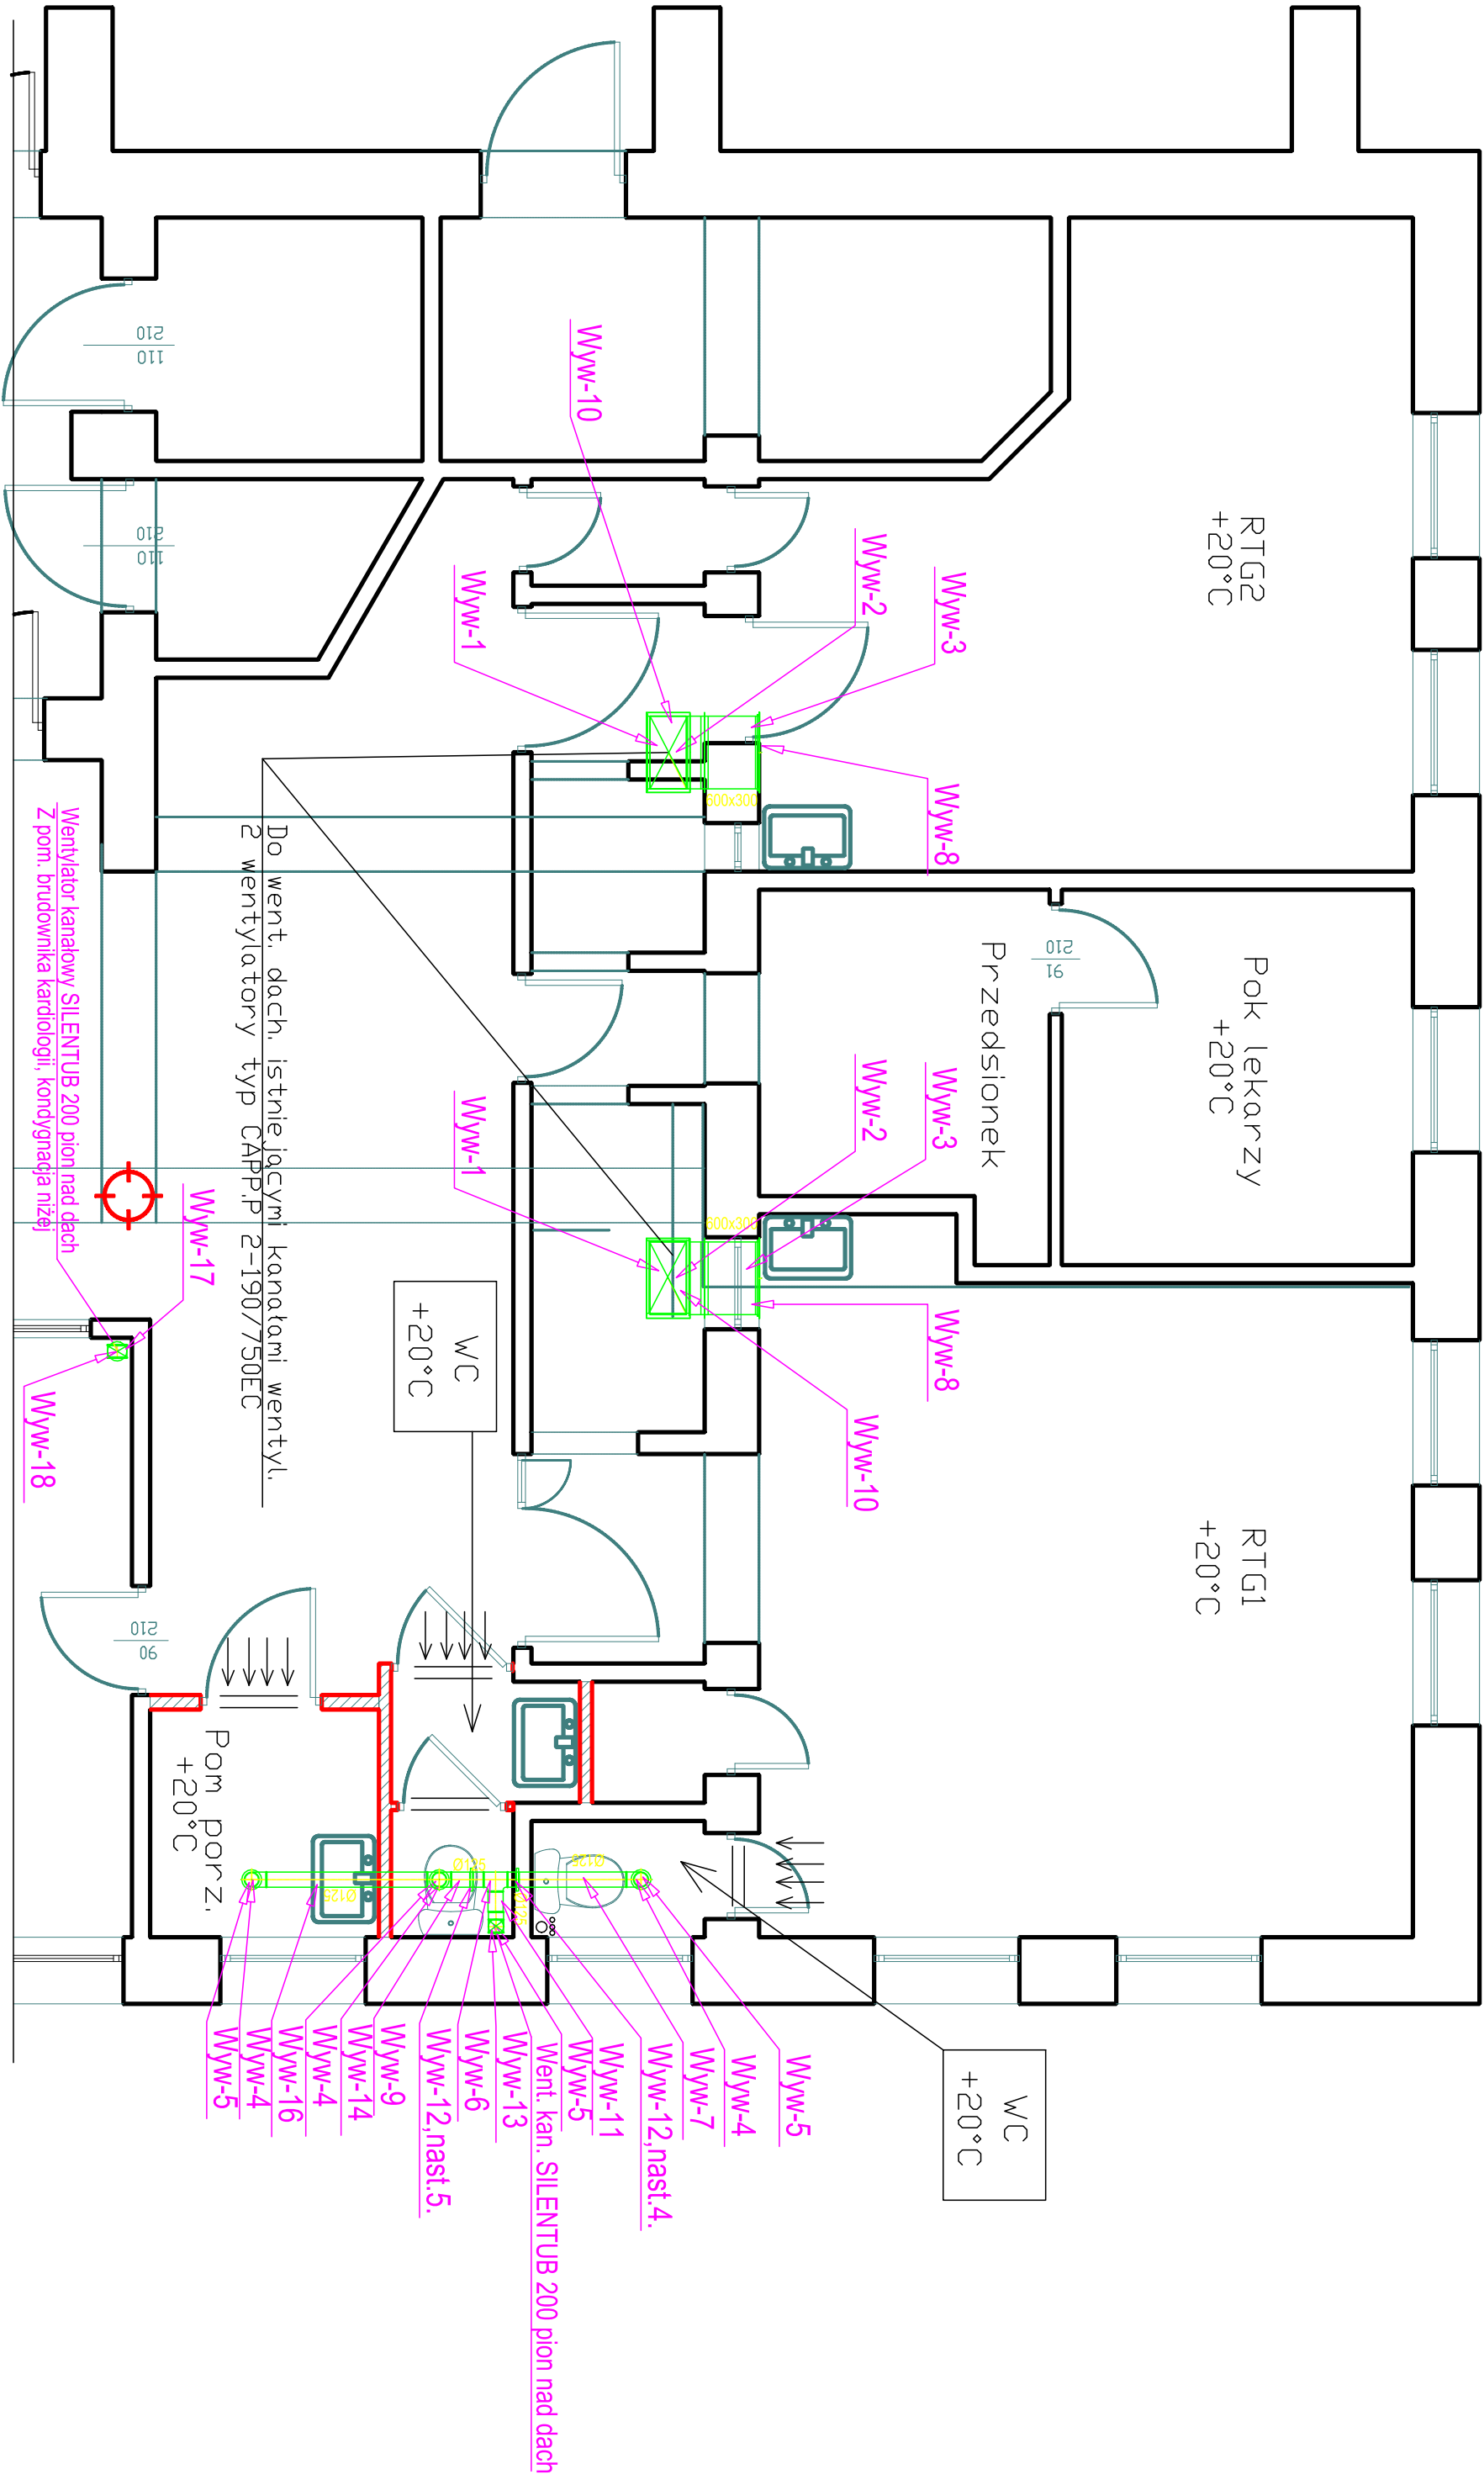 RTG2
+20°C
Pok lekarzy
+20°C
Przedsionek
RTG1
+20°C
Wyw-10
Wyw-2
Wyw-3
Wyw-1
Wyw-8
600x300
Wyw-3
Wyw-2
Wyw-1
600x300
Wyw-8
Wyw-10
210
110
210
110
210
91
210
90
Do went. dach. istniejącymi kanałami wentyl.
2 wentylatory typ CAPP.P 2-190/750EC
Wentylator kanałowy SILENTUB 200 pion nad dach
Z pom. brudownika kardiologii, kondygnacja niżej
Wyw-17
Wyw-18
WC
+20°C
Pom porz.
+20°C
Ø125
Ø125
Ø125
Ø125
WC
+20°C
Wyw-5
Wyw-4
Wyw-7
Wyw-12,nast.4.
Wyw-11
Wyw-5
Went. kan. SILENTUB 200 pion nad dach
Wyw-13
Wyw-6
Wyw-12,nast.5.
Wyw-9
Wyw-14
Wyw-4
Wyw-16
Wyw-4
Wyw-5